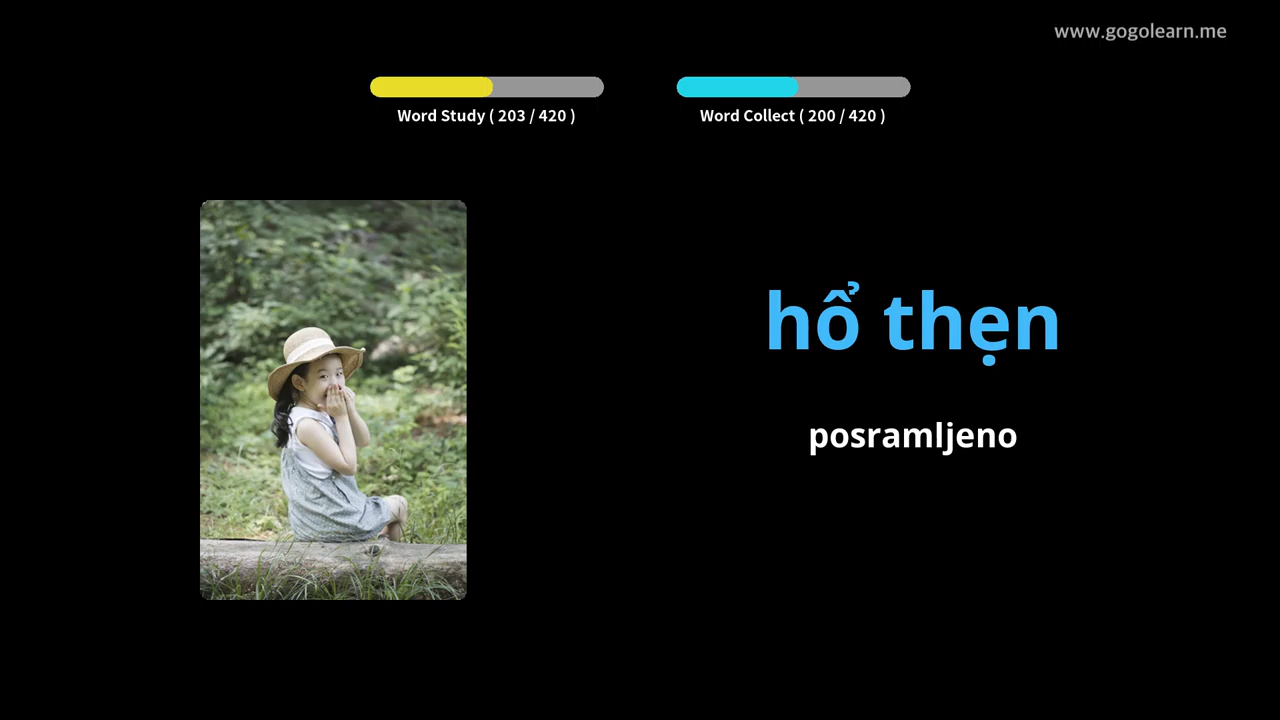 www.gogolearn.me
Word Study ( 203 / 420 )
Word Collect ( 200 / 420 )
hổ thẹn
posramljeno